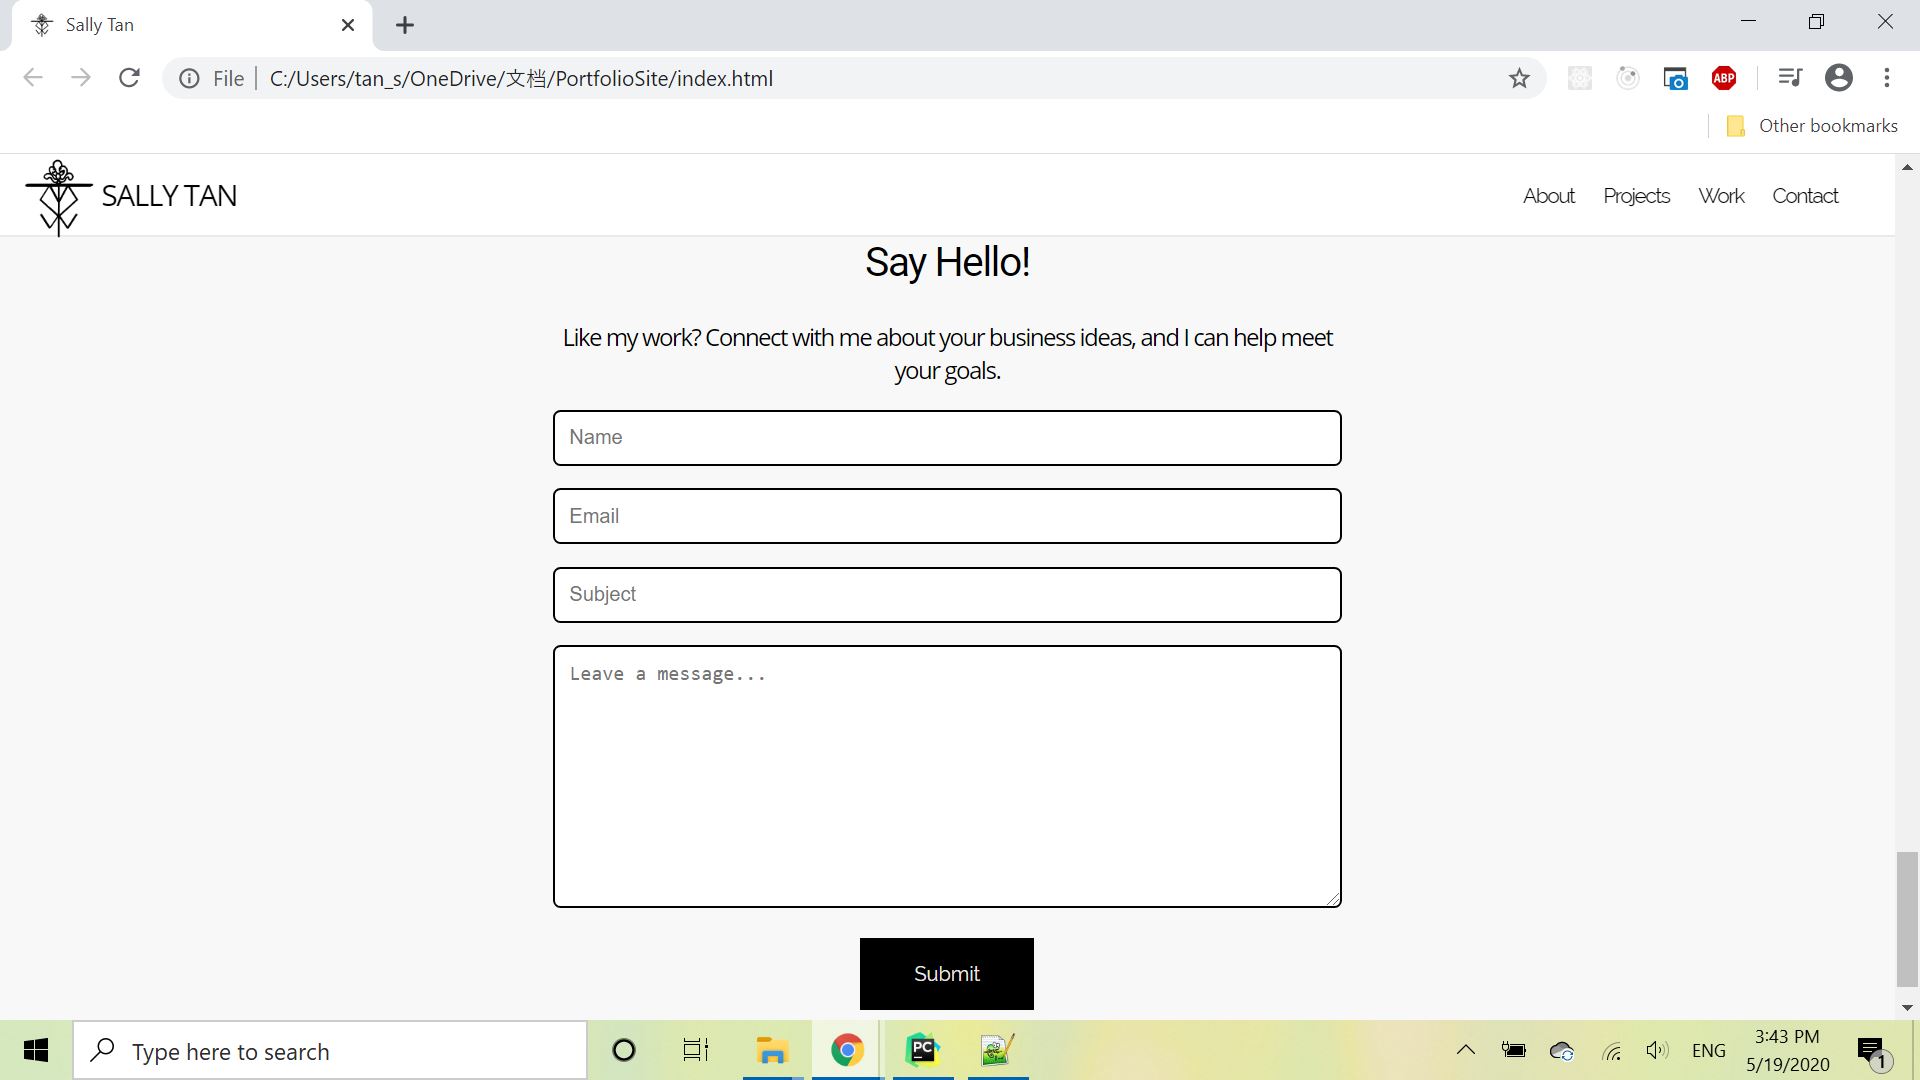 Sally Tan
File
C:/Users/tan_s/OneDrive/文档/PortfolioSite/index.html
ABP
Other bookmarks
SALLY TAN
About Projects Work Contact
Say Hello!
Like my work? Connect with me about your business ideas, and I can help meet
your goals.
Name
Email
Subject
Leave a message...
Submit
Type here to search
PC
ENG
3:43 PM
5/19/2020
1